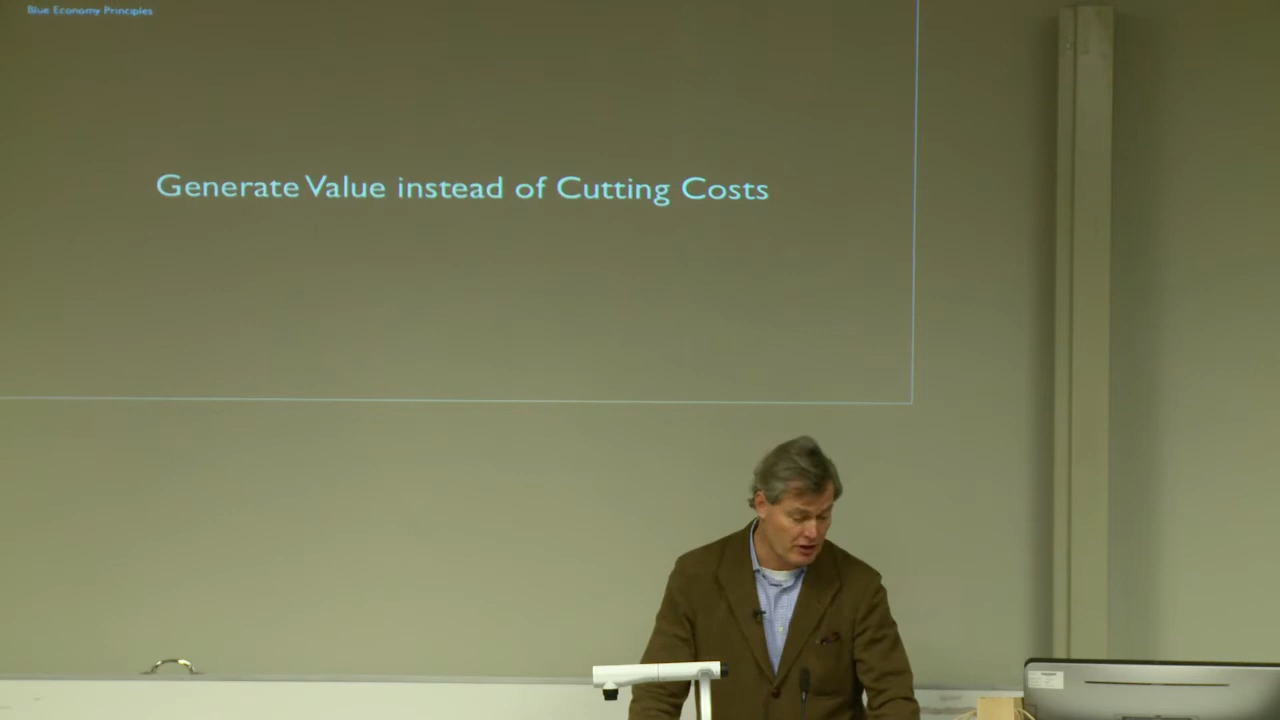 Blue Economy Principles
Generate Value instead of Cutting Costs